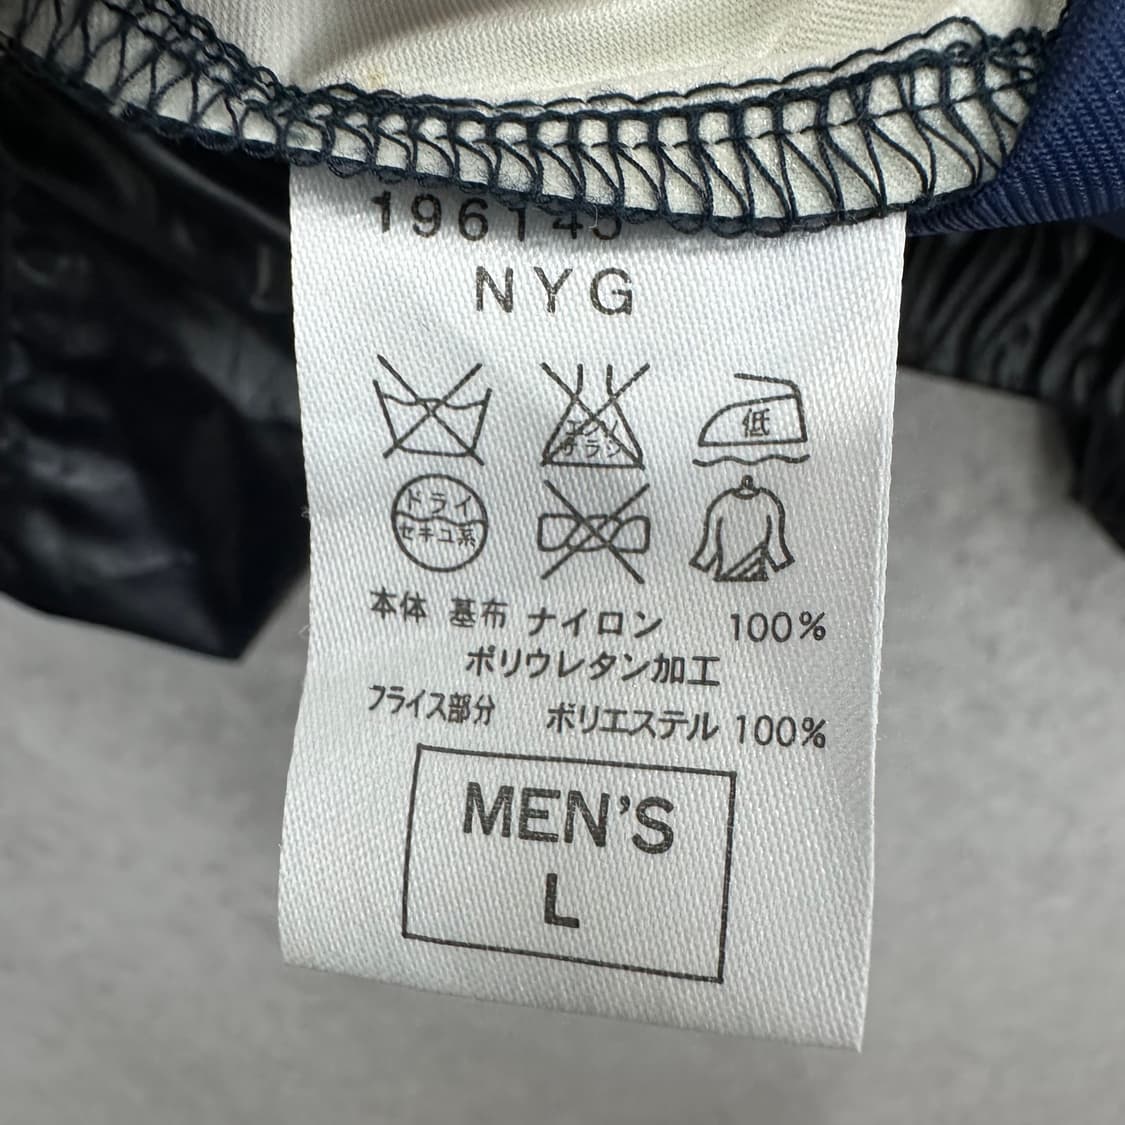 196145
NYG
エンソ
サラシ
低
ドライ
セキユ系
本体 基布 ナイロン 100%
ポリウレタン加工
フライス部分 ポリエステル 100%
MEN'S
L